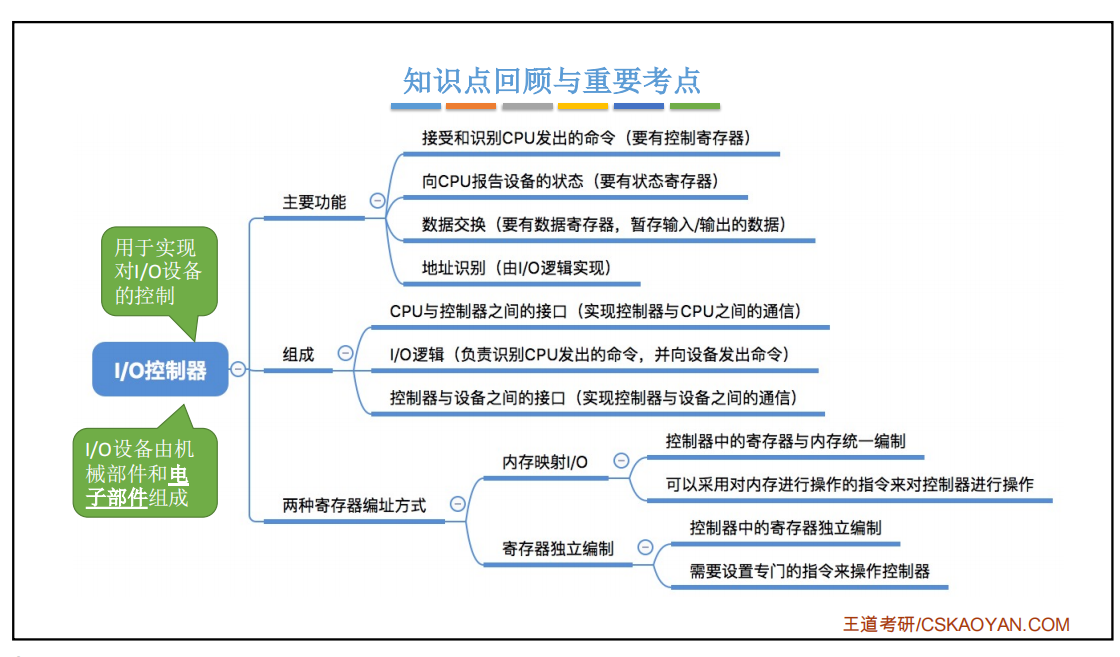 知识点回顾与重要考点
接受和识别CPU发出的命令（要有控制寄存器）
向CPU报告设备的状态（要有状态寄存器）
主要功能
数据交换（要有数据寄存器，暂存输入/输出的数据）
地址识别（由I/O逻辑实现）
用于实现
对I/O设备
的控制
CPU与控制器之间的接口（实现控制器与CPU之间的通信）
组成
I/O逻辑（负责识别CPU发出的命令，并向设备发出命令）
I/O控制器
控制器与设备之间的接口（实现控制器与设备之间的通信）
I/O设备由机
械部件和电
子部件组成
控制器中的寄存器与内存统一编制
内存映射I/O
可以采用对内存进行操作的指令来对控制器进行操作
两种寄存器编址方式
控制器中的寄存器独立编制
寄存器独立编制
需要设置专门的指令来操作控制器
王道考研/CSKAOYAN.COM